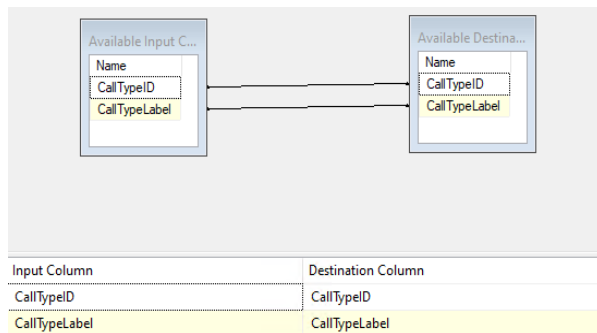 Available Input C...
Name
CallTypeID
CallTypeLabel
Available Destina...
Name
CallTypeID
CallTypeLabel
Input Column Destination Column
CallTypeID CallTypeID
CallTypeLabel CallTypeLabel